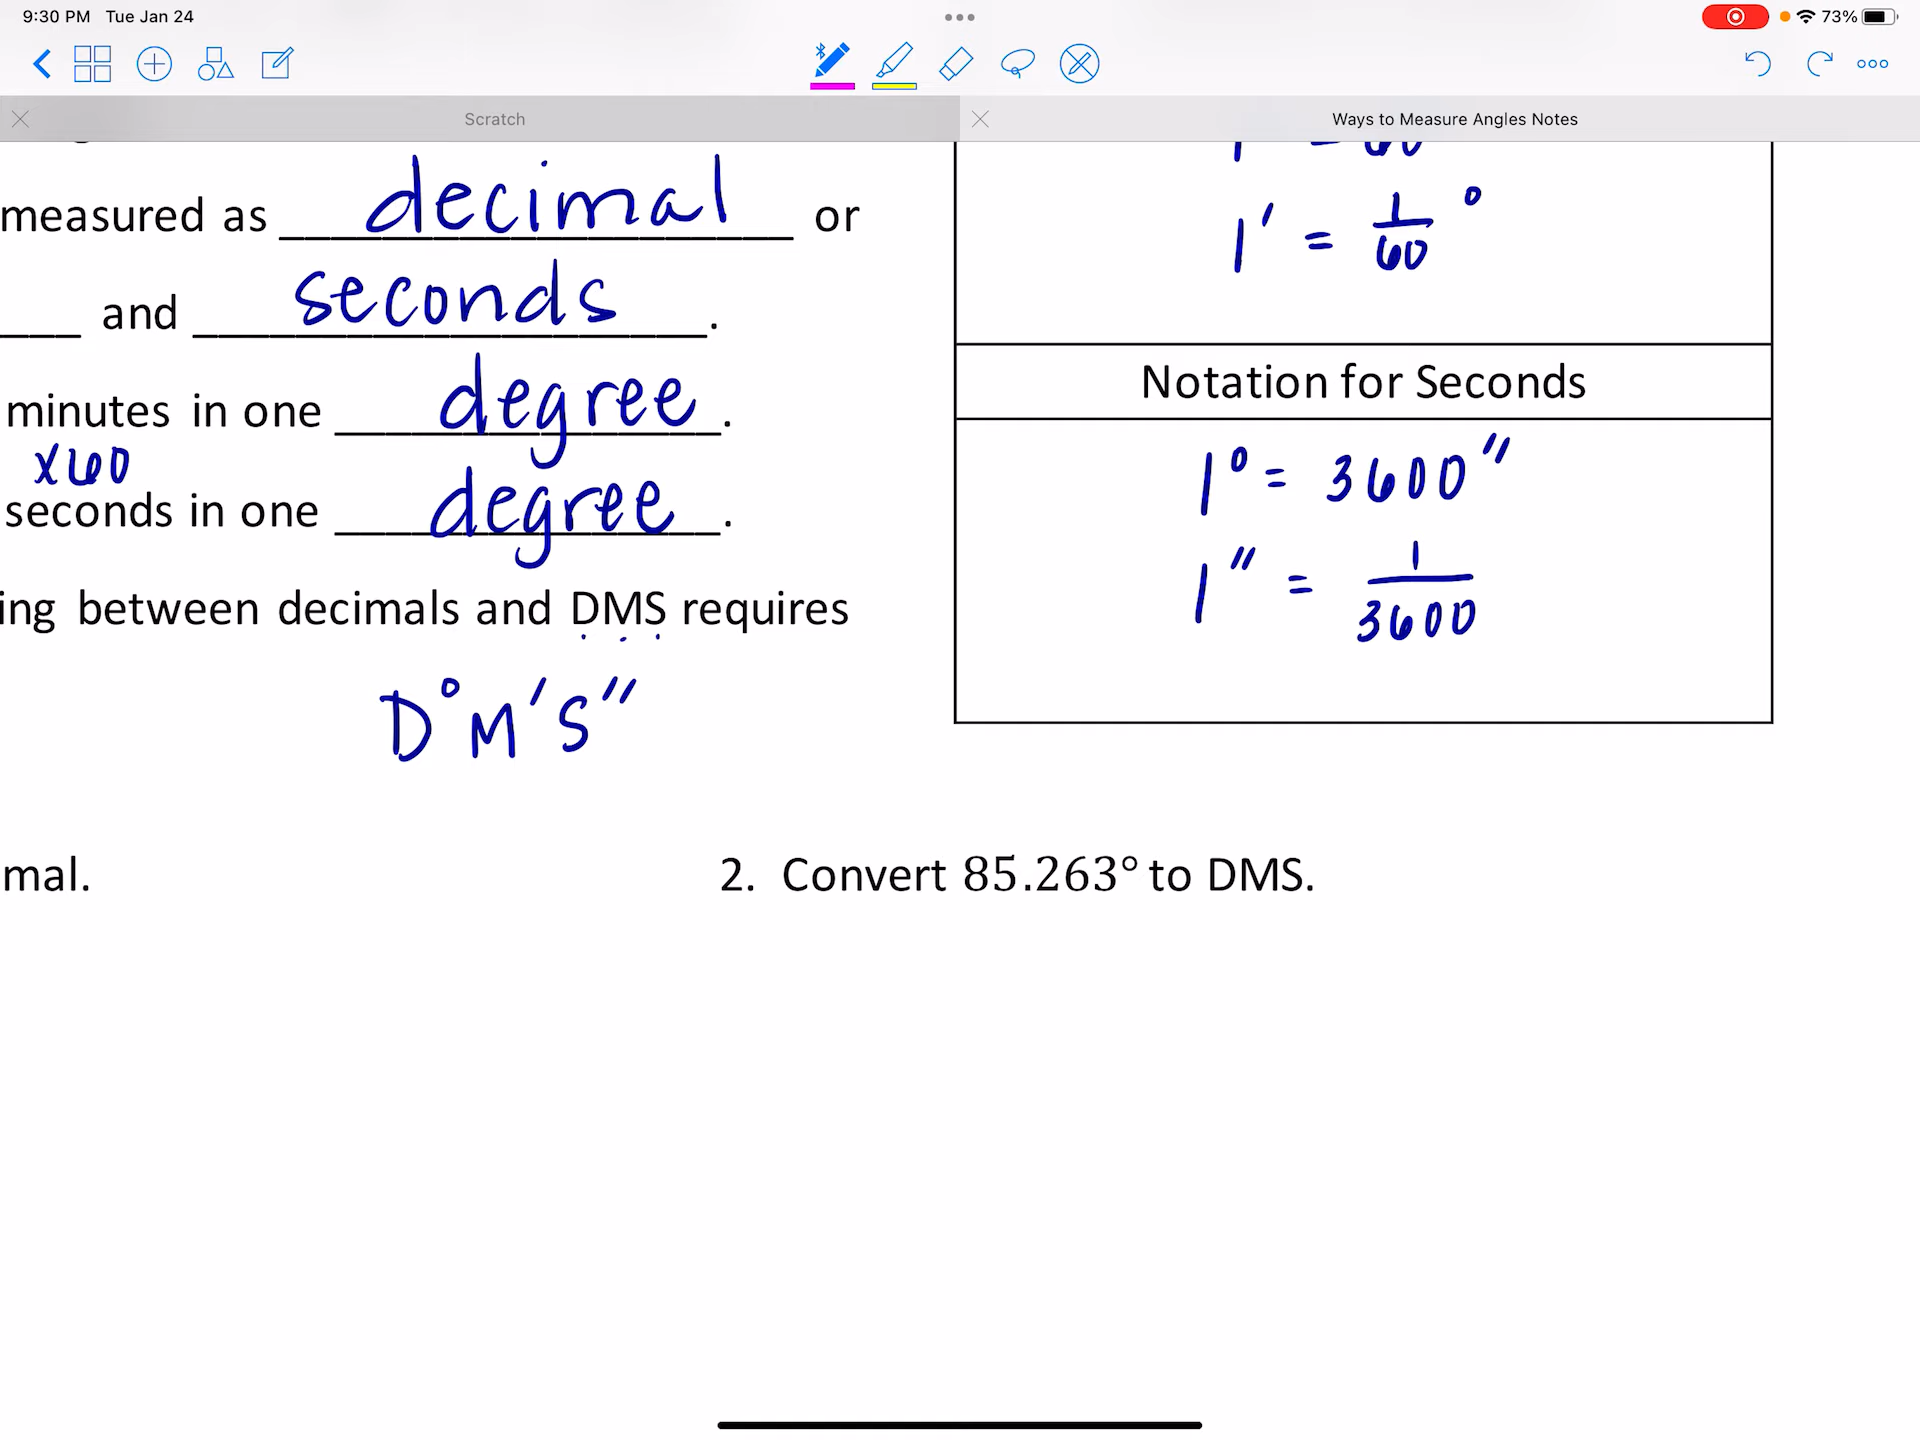 9:30 PM Tue Jan 24
73%
Scratch
Ways to Measure Angles Notes
measured as decimal or
and seconds.
minutes in one degree.
x60
seconds in one degree.
ing between decimals and DMS requires
D°M'S"
1' = 1/60 °
Notation for Seconds
1° = 3600"
1" = 1/3600
mal.
2. Convert 85.263° to DMS.